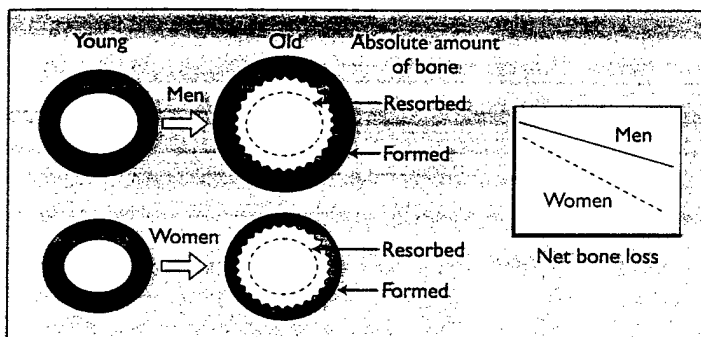 Young
Old
Absolute amount
of bone
Men
Resorbed
Formed
Women
Resorbed
Formed
Men
Women
Net bone loss